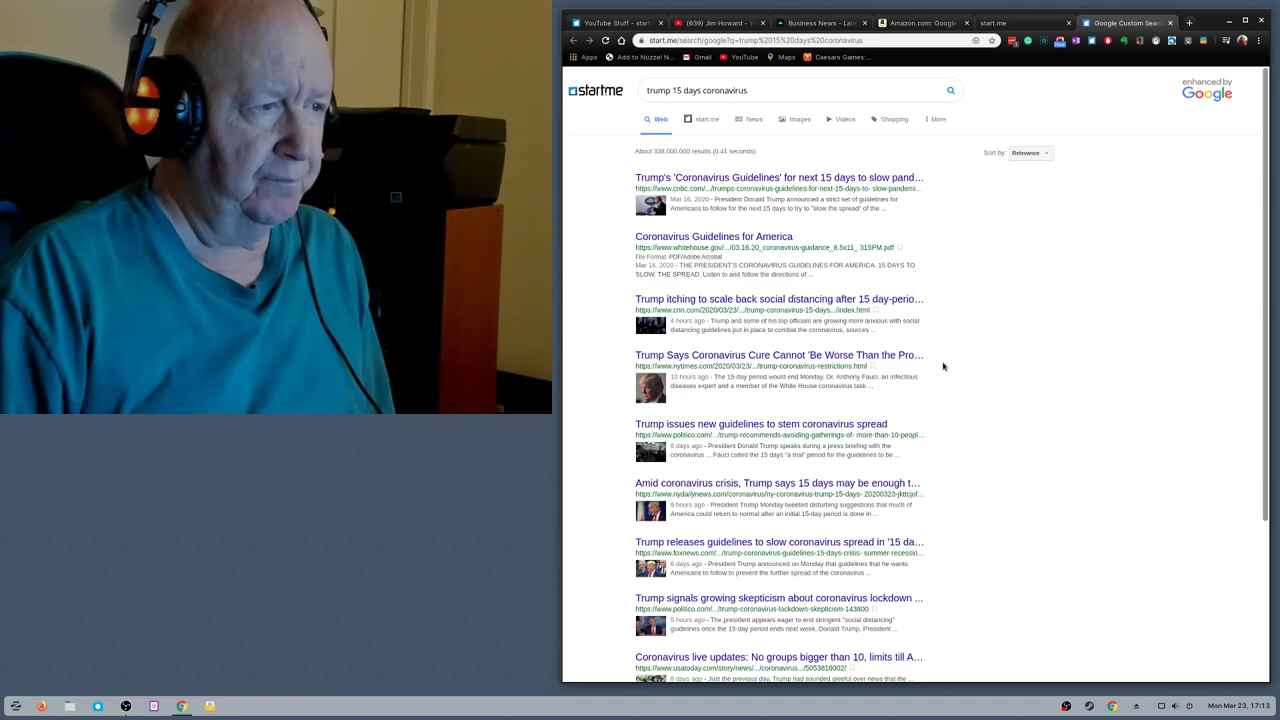 YouTube Stuff - star
(639) Jim Howard - Y
Business News - Late
Amazon.com: Google
start.me
Google Custom Sear
start.me/search/google?q=trump%2015%20days%20coronavirus
Apps
Add to Nuzzel N...
Gmail
YouTube
Maps
Caesars Games:...
startme
trump 15 days coronavirus
enhanced by
Google
Web
start.me
News
Images
Videos
Shopping
More
About 338,000,000 results (0.41 seconds)
Sort by:
Relevance
Trump's 'Coronavirus Guidelines' for next 15 days to slow pand…
https://www.cnbc.com/.../trumps-coronavirus-guidelines-for-next-15-days-to- slow-pandemi…
Mar 16, 2020 - President Donald Trump announced a strict set of guidelines for
Americans to follow for the next 15 days to try to "slow the spread" of the ...
Coronavirus Guidelines for America
https://www.whitehouse.gov/.../03.16.20_coronavirus-guidance_8.5x11_ 315PM.pdf
File Format: PDF/Adobe Acrobat
Mar 16, 2020 - THE PRESIDENT'S CORONAVIRUS GUIDELINES FOR AMERICA. 15 DAYS TO
SLOW. THE SPREAD. Listen to and follow the directions of ...
Trump itching to scale back social distancing after 15 day-perio…
https://www.cnn.com/2020/03/23/.../trump-coronavirus-15-days.../index.html
4 hours ago - Trump and some of his top officials are growing more anxious with social
distancing guidelines put in place to combat the coronavirus, sources ...
Trump Says Coronavirus Cure Cannot 'Be Worse Than the Pro…
https://www.nytimes.com/2020/03/23/.../trump-coronavirus-restrictions.html
10 hours ago - The 15-day period would end Monday. Dr. Anthony Fauci, an infectious
diseases expert and a member of the White House coronavirus task ...
Trump issues new guidelines to stem coronavirus spread
https://www.politico.com/.../trump-recommends-avoiding-gatherings-of- more-than-10-peopl…
6 days ago - President Donald Trump speaks during a press briefing with the
coronavirus ... Fauci called the 15 days "a trial" period for the guidelines to be ...
Amid coronavirus crisis, Trump says 15 days may be enough t…
https://www.nydailynews.com/coronavirus/ny-coronavirus-trump-15-days- 20200323-jkttcjof…
9 hours ago - President Trump Monday tweeted disturbing suggestions that much of
America could return to normal after an initial 15-day period is done in ...
Trump releases guidelines to slow coronavirus spread in '15 da…
https://www.foxnews.com/.../trump-coronavirus-guidelines-15-days-crisis- summer-recessio…
6 days ago - President Trump announced on Monday that guidelines that he wants
Americans to follow to prevent the further spread of the coronavirus ...
Trump signals growing skepticism about coronavirus lockdown ...
https://www.politico.com/.../trump-coronavirus-lockdown-skepticism-143800
5 hours ago - The president appears eager to end stringent "social distancing"
guidelines once the 15-day period ends next week. Donald Trump. President ...
Coronavirus live updates: No groups bigger than 10, limits till A…
https://www.usatoday.com/story/news/.../coronavirus.../5053816002/
6 days ago - Just the previous day, Trump had sounded gleeful over news that the ...
Mon Mar 23, 17:13